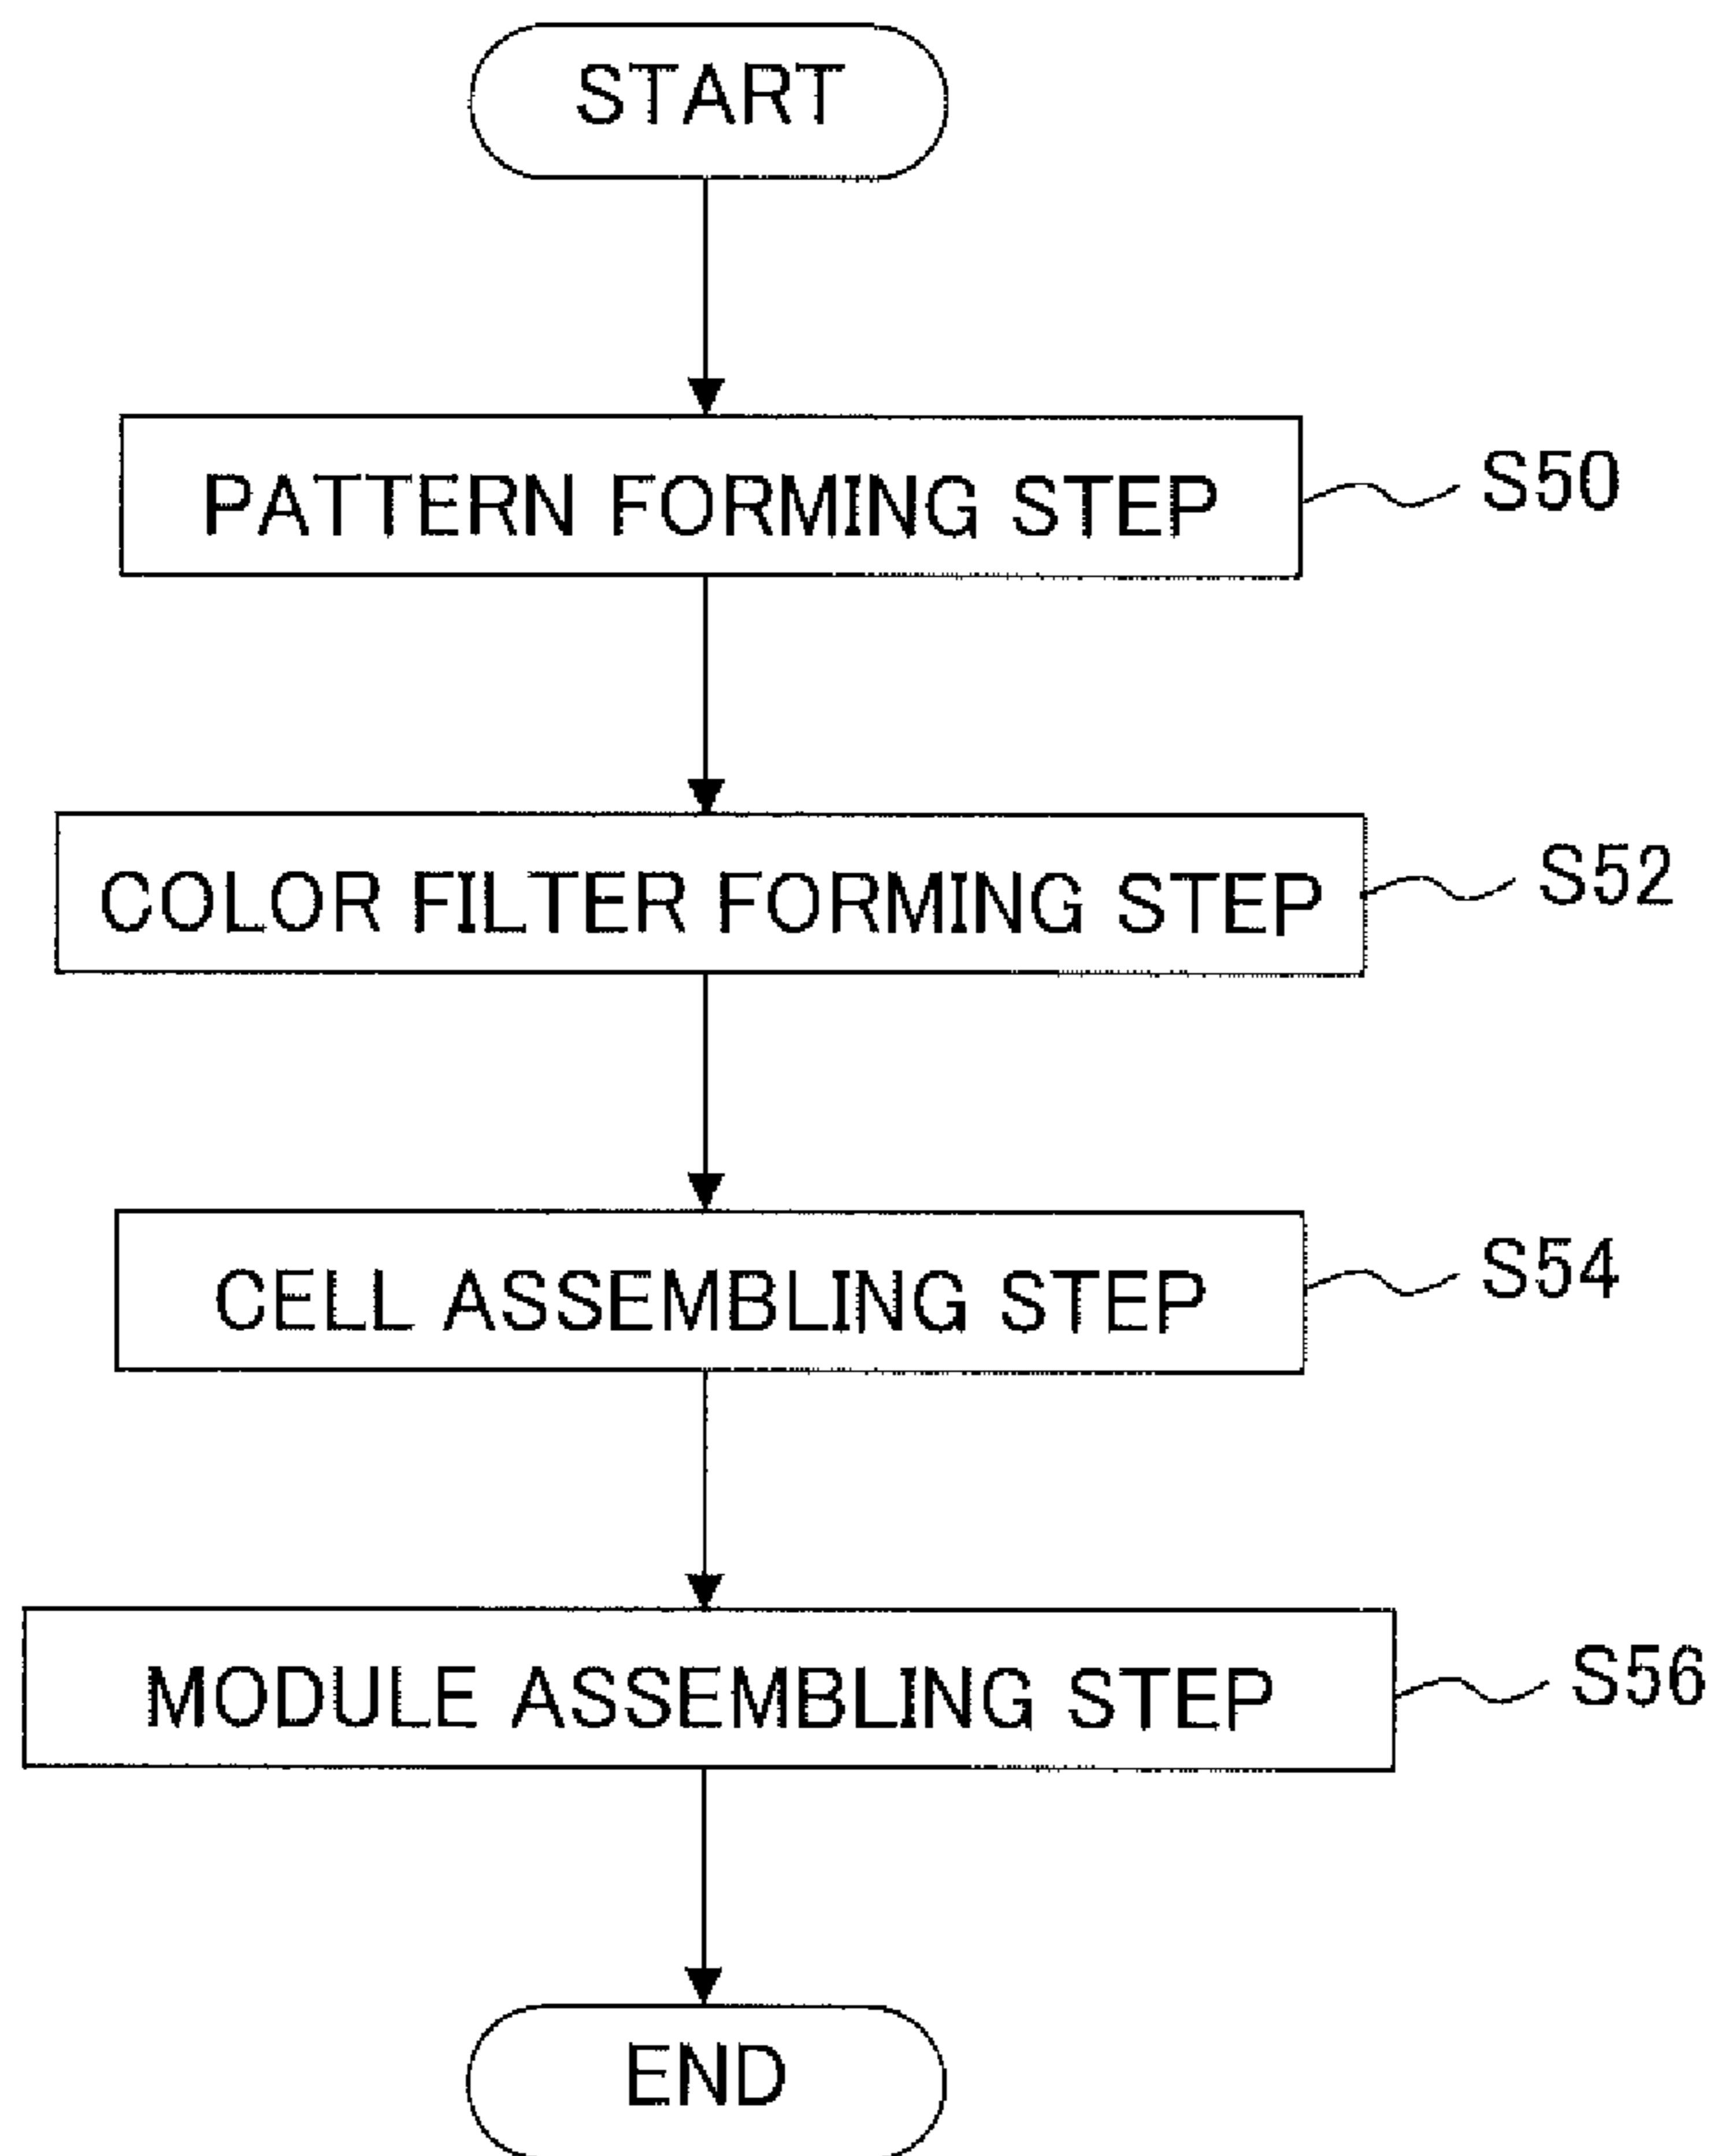 START
PATTERN FORMING STEP
S50
COLOR FILTER FORMING STEP
S52
CELL ASSEMBLING STEP
S54
MODULE ASSEMBLING STEP
S56
END